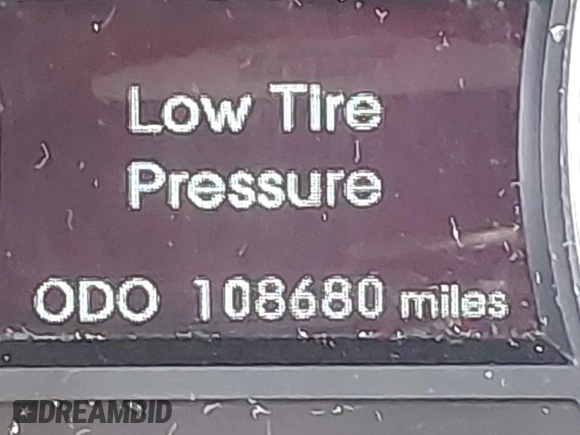 Low Tire
Pressure
ODO 108680 miles
DREAMBID